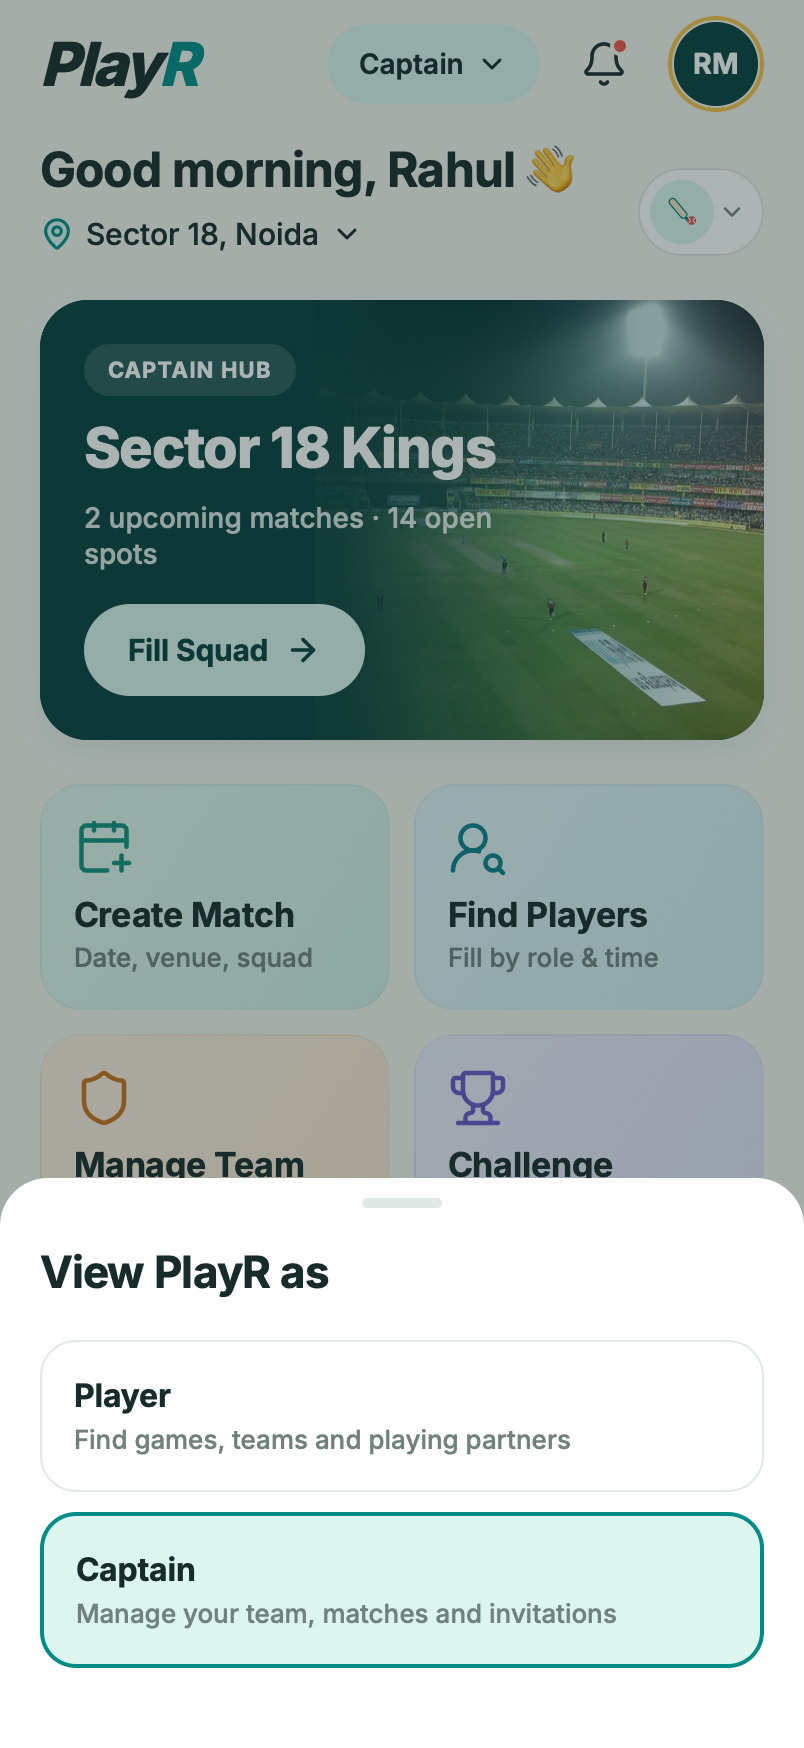 PlayR
Captain
RM
Good morning, Rahul 👋
Sector 18, Noida
CAPTAIN HUB
Sector 18 Kings
2 upcoming matches · 14 open
spots
Fill Squad →
Create Match
Date, venue, squad
Find Players
Fill by role & time
Manage Team
Challenge
View PlayR as
Player
Find games, teams and playing partners
Captain
Manage your team, matches and invitations